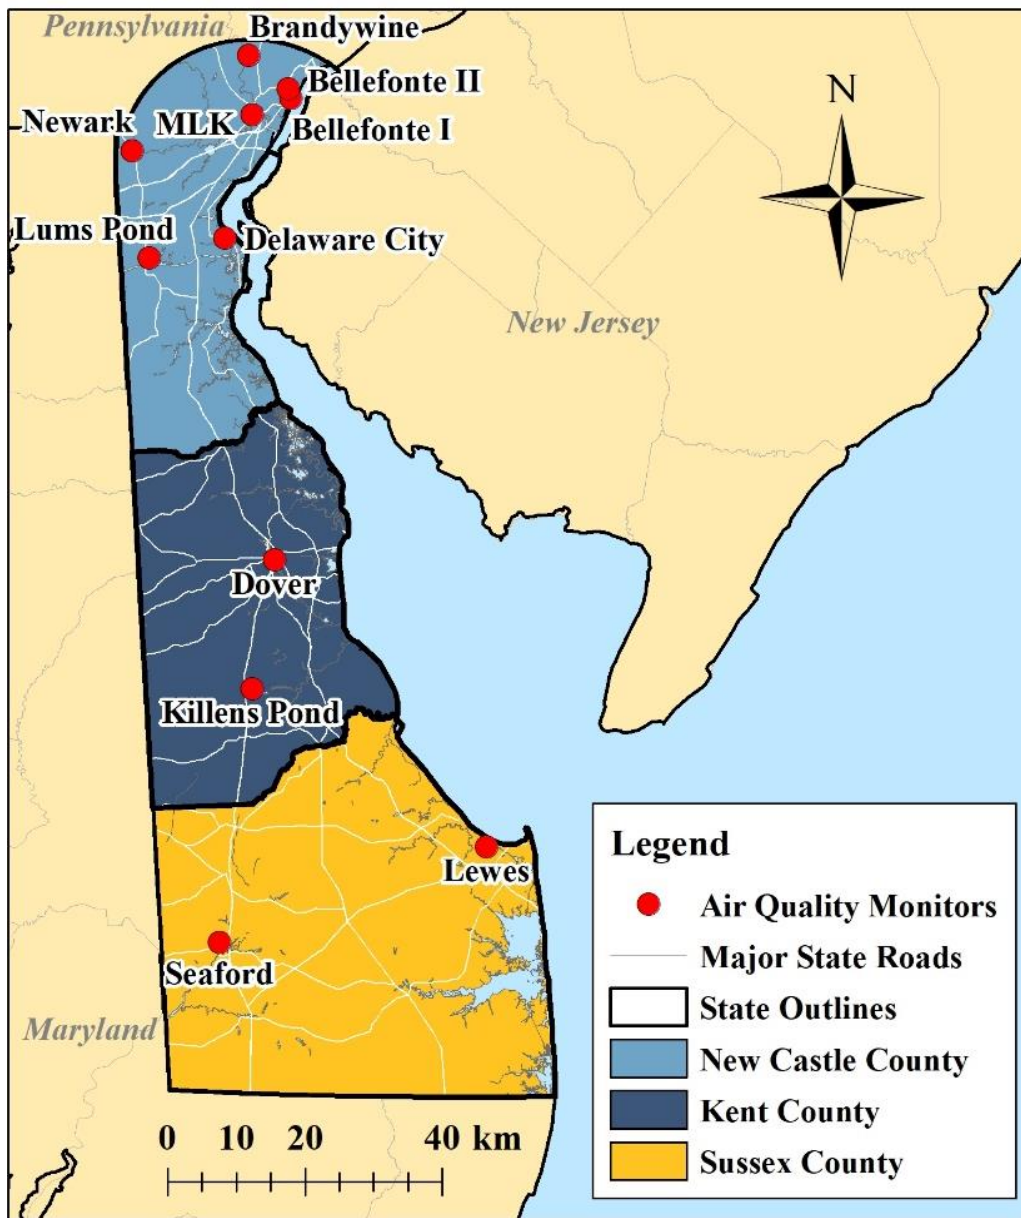 Pennsylvania
Brandywine
Bellefonte II
Newark
MLK
Bellefonte I
N
Lums Pond
Delaware City
New Jersey
Dover
Killens Pond
Lewes
Seaford
Maryland
0 10 20 40 km
Legend
Air Quality Monitors
Major State Roads
State Outlines
New Castle County
Kent County
Sussex County